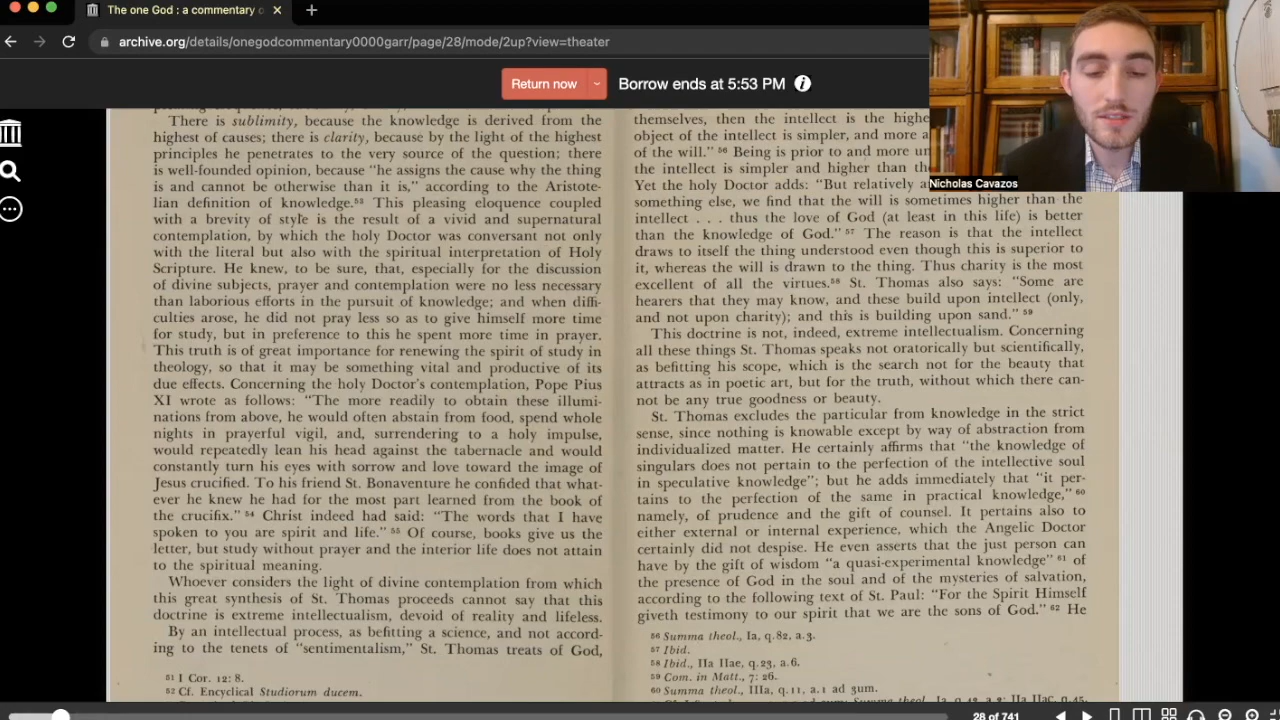 The one God : a commentary o
archive.org/details/onegodcommentary0000garr/page/28/mode/2up?view=theater
Return now
Borrow ends at 5:53 PM
Nicholas Cavazos
There is sublimity, because the knowledge is derived from the
highest of causes; there is clarity, because by the light of the highest
principles he penetrates to the very source of the question; there
is well-founded opinion, because “he assigns the cause why the thing
is and cannot be otherwise than it is,” according to the Aristote-
lian definition of knowledge.⁵³ This pleasing eloquence coupled
with a brevity of style is the result of a vivid and supernatural
contemplation, by which the holy Doctor was conversant not only
with the literal but also with the spiritual interpretation of Holy
Scripture. He knew, to be sure, that, especially for the discussion
of divine subjects, prayer and contemplation were no less necessary
than laborious efforts in the pursuit of knowledge; and when diffi-
culties arose, he did not pray less so as to give himself more time
for study, but in preference to this he spent more time in prayer.
This truth is of great importance for renewing the spirit of study in
theology, so that it may be something vital and productive of its
due effects. Concerning the holy Doctor's contemplation, Pope Pius
XI wrote as follows: “The more readily to obtain these illumi-
nations from above, he would often abstain from food, spend whole
nights in prayerful vigil, and, surrendering to a holy impulse,
would repeatedly lean his head against the tabernacle and would
constantly turn his eyes with sorrow and love toward the image of
Jesus crucified. To his friend St. Bonaventure he confided that what-
ever he knew he had for the most part learned from the book of
the crucifix.” ⁵⁴ Christ indeed had said: “The words that I have
spoken to you are spirit and life.” ⁵⁵ Of course, books give us the
letter, but study without prayer and the interior life does not attain
to the spiritual meaning.
Whoever considers the light of divine contemplation from which
this great synthesis of St. Thomas proceeds cannot say that this
doctrine is extreme intellectualism, devoid of reality and lifeless.
By an intellectual process, as befitting a science, and not accord-
ing to the tenets of “sentimentalism,” St. Thomas treats of God,
51 I Cor. 12: 8.
52 Cf. Encyclical Studiorum ducem.
themselves, then the intellect is the highe
object of the intellect is simpler, and more a
of the will.” ⁵⁶ Being is prior to and more un
the intellect is simpler and higher than th
Yet the holy Doctor adds: “But relatively a
something else, we find that the will is sometimes higher than the
intellect . . . thus the love of God (at least in this life) is better
than the knowledge of God.” ⁵⁷ The reason is that the intellect
draws to itself the thing understood even though this is superior to
it, whereas the will is drawn to the thing. Thus charity is the most
excellent of all the virtues.⁵⁸ St. Thomas also says: “Some are
hearers that they may know, and these build upon intellect (only,
and not upon charity); and this is building upon sand.” ⁵⁹
This doctrine is not, indeed, extreme intellectualism. Concerning
all these things St. Thomas speaks not oratorically but scientifically,
as befitting his scope, which is the search not for the beauty that
attracts as in poetic art, but for the truth, without which there can-
not be any true goodness or beauty.
St. Thomas excludes the particular from knowledge in the strict
sense, since nothing is knowable except by way of abstraction from
individualized matter. He certainly affirms that “the knowledge of
singulars does not pertain to the perfection of the intellective soul
in speculative knowledge”; but he adds immediately that “it per-
tains to the perfection of the same in practical knowledge,” ⁶⁰
namely, of prudence and the gift of counsel. It pertains also to
either external or internal experience, which the Angelic Doctor
certainly did not despise. He even asserts that the just person can
have by the gift of wisdom “a quasi-experimental knowledge” ⁶¹ of
the presence of God in the soul and of the mysteries of salvation,
according to the following text of St. Paul: “For the Spirit Himself
giveth testimony to our spirit that we are the sons of God.” ⁶² He
56 Summa theol., Ia, q.82, a.3.
57 Ibid.
58 Ibid., IIa IIae, q.23, a.6.
59 Com. in Matt., 7: 26.
60 Summa theol., IIIa, q.11, a.1 ad 3um.
28 of 741